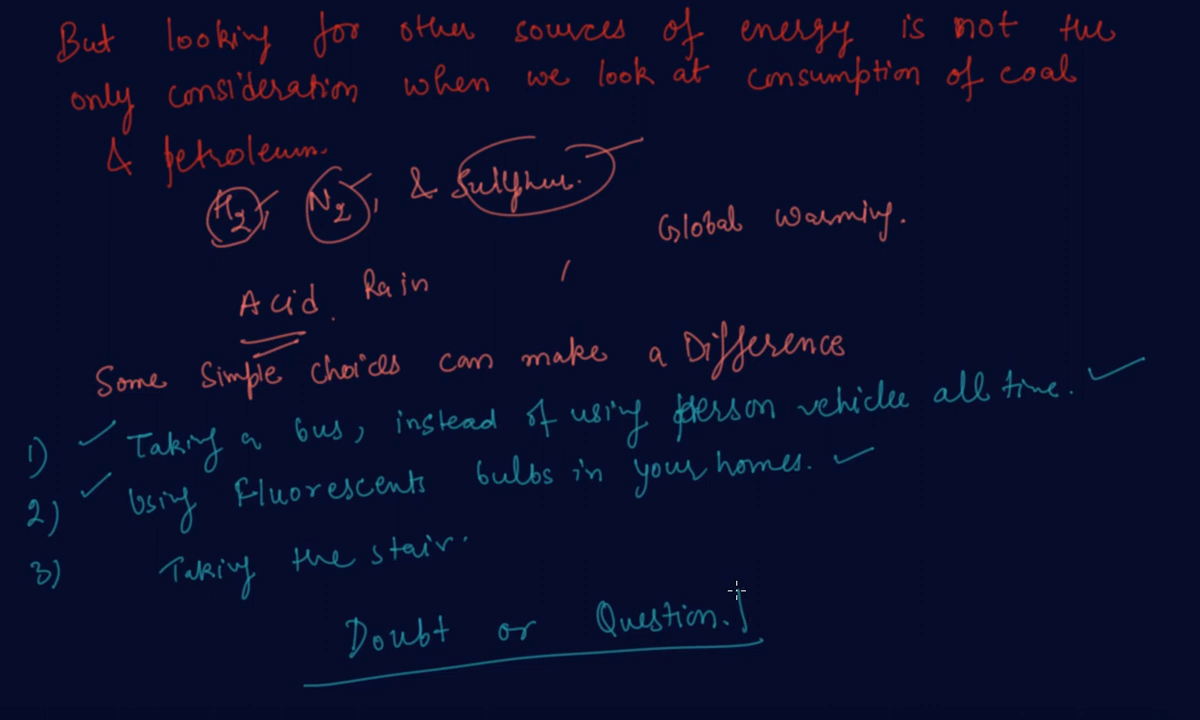 But looking for other sources of energy is not the
only consideration when we look at consumption of coal
& petroleum.
H2, N2, & Sulphur.
Global warming.
Acid Rain
Some Simple choices can make a Difference
1) Taking a bus, instead of using person vehicle all time.
2) Using Fluorescents bulbs in your homes.
3) Taking the stair.
Doubt or Question.